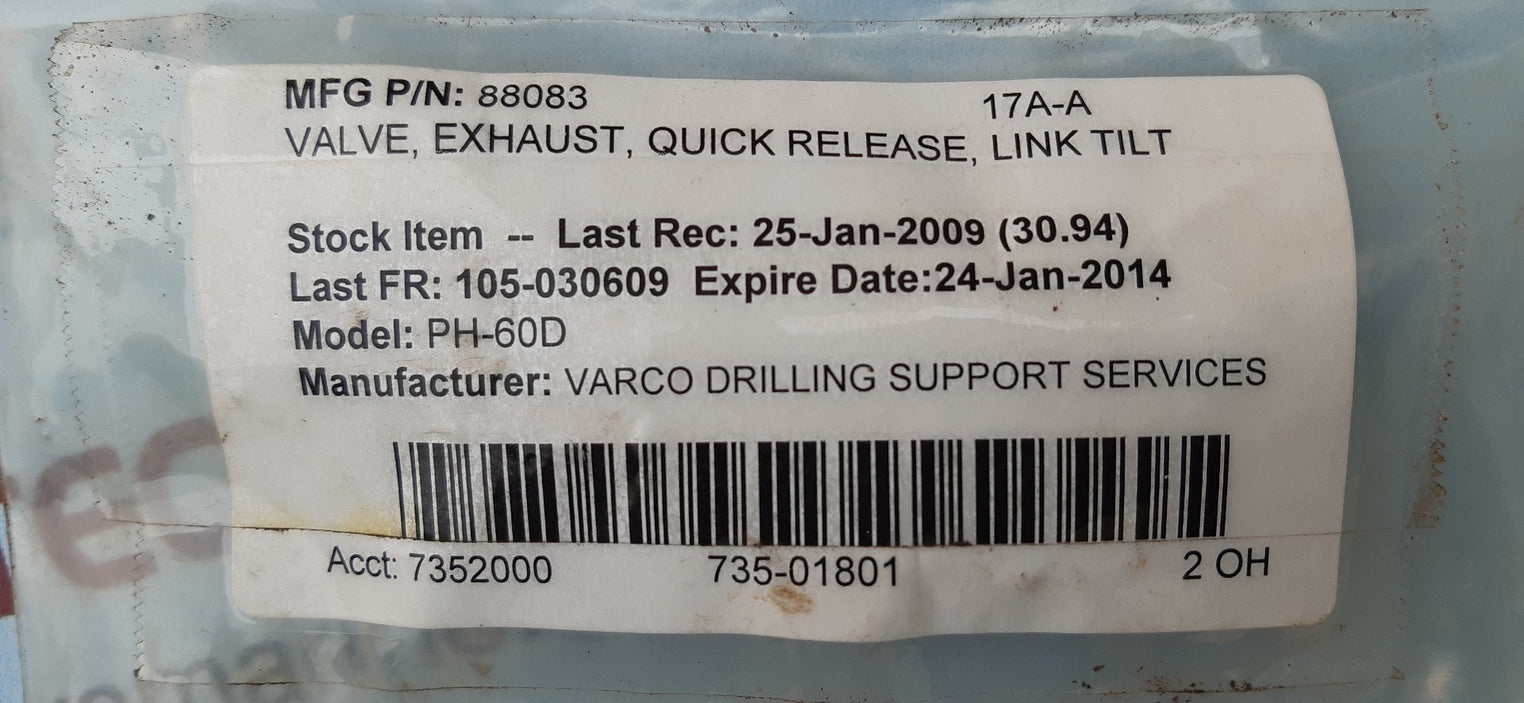 MFG P/N: 88083 17A-A
VALVE, EXHAUST, QUICK RELEASE, LINK TILT
Stock Item -- Last Rec: 25-Jan-2009 (30.94)
Last FR: 105-030609 Expire Date:24-Jan-2014
Model: PH-60D
Manufacturer: VARCO DRILLING SUPPORT SERVICES
Acct: 7352000 735-01801 2 OH